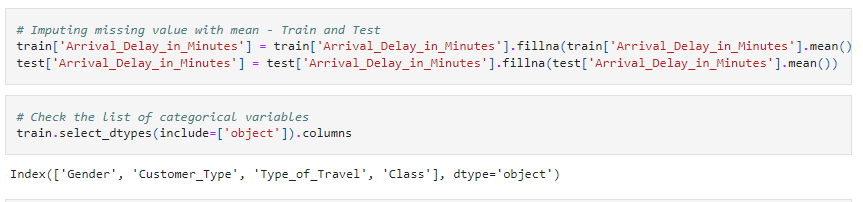 # Imputing missing value with mean - Train and Test
train['Arrival_Delay_in_Minutes'] = train['Arrival_Delay_in_Minutes'].fillna(train['Arrival_Delay_in_Minutes'].mean()
test['Arrival_Delay_in_Minutes'] = test['Arrival_Delay_in_Minutes'].fillna(test['Arrival_Delay_in_Minutes'].mean())
# Check the list of categorical variables
train.select_dtypes(include=['object']).columns
Index(['Gender', 'Customer_Type', 'Type_of_Travel', 'Class'], dtype='object')